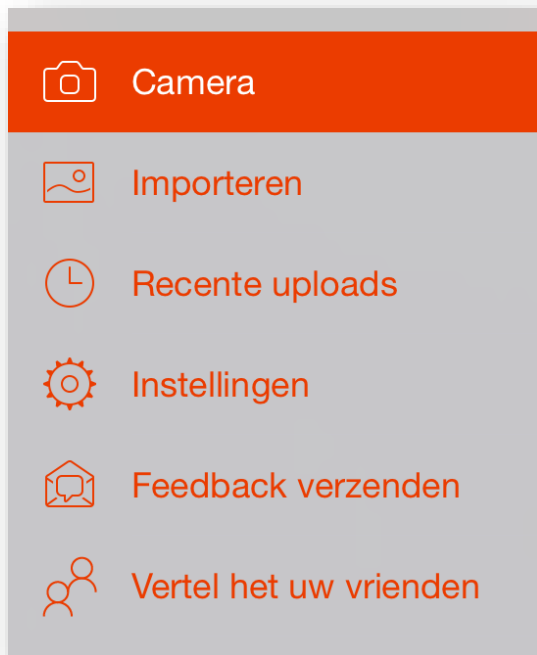 Camera
Importeren
Recente uploads
Instellingen
Feedback verzenden
Vertel het uw vrienden